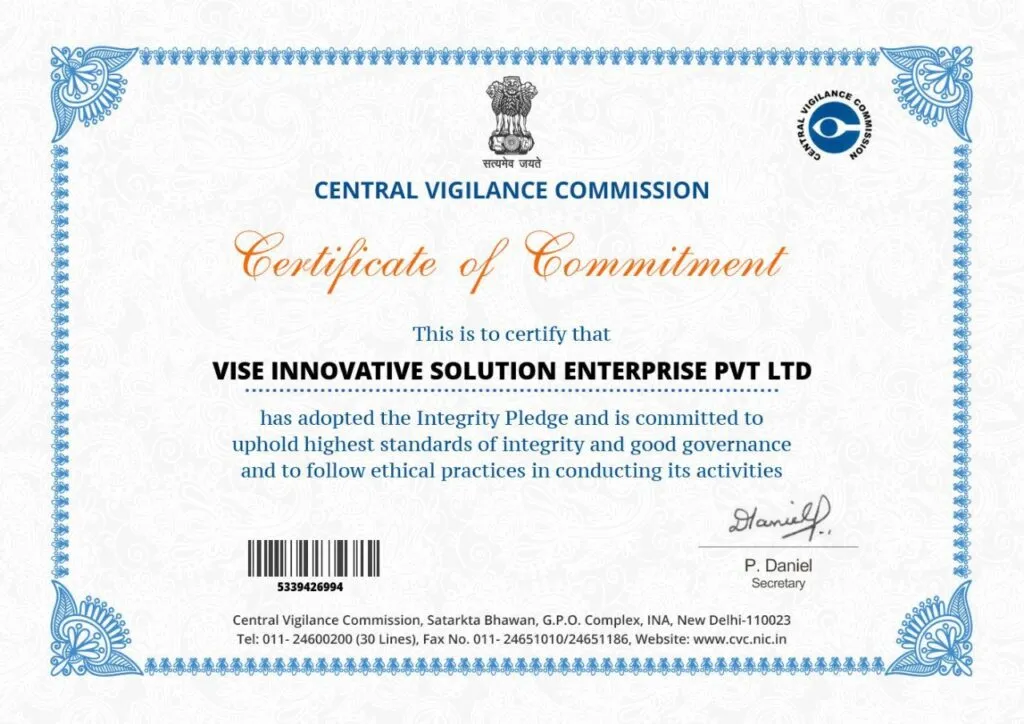 सत्यमेव जयते
CENTRAL VIGILANCE COMMISSION
CENTRAL VIGILANCE COMMISSION
Certificate of Commitment
This is to certify that
VISE INNOVATIVE SOLUTION ENTERPRISE PVT LTD
has adopted the Integrity Pledge and is committed to
uphold highest standards of integrity and good governance
and to follow ethical practices in conducting its activities
DanielP.
P. Daniel
Secretary
5339426994
Central Vigilance Commission, Satarkta Bhawan, G.P.O. Complex, INA, New Delhi-110023
Tel: 011- 24600200 (30 Lines), Fax No. 011- 24651010/24651186, Website: www.cvc.nic.in